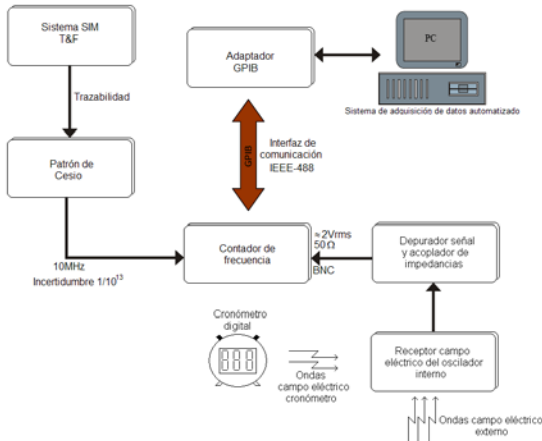 Sistema SIM
T&F
Trazabilidad
Patrón de
Cesio
10MHz
Incertidumbre 1/10¹³
Adaptador
GPIB
PC
Sistema de adquisición de datos automatizado
GPIB
Interfaz de
comunicación
IEEE-488
Contador de
frecuencia
≈2Vrms
50Ω
BNC
Depurador señal
y acoplador de
impedancias
Cronómetro
digital
Ondas
campo eléctrico
cronómetro
Receptor campo
eléctrico del oscilador
interno
Ondas campo eléctrico
externo